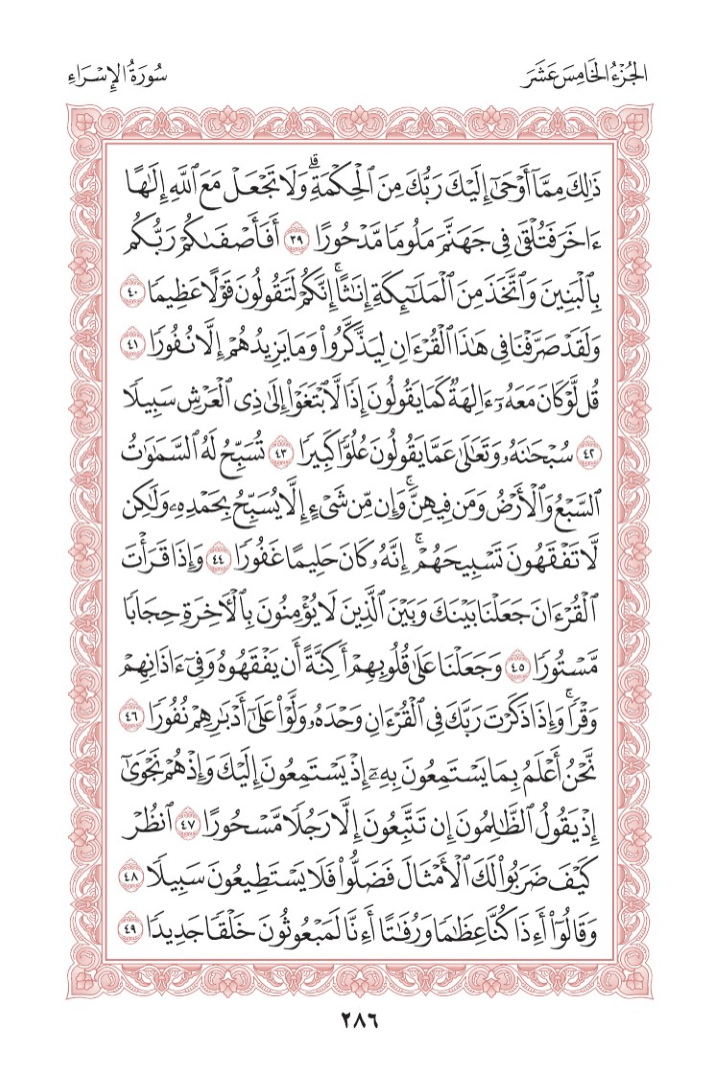 الجُزْءُ الخَامِسَ عَشَرَ
سُورَةُ الإِسْرَاءِ
ذَٰلِكَ مِمَّآ أَوْحَىٰٓ إِلَيْكَ رَبُّكَ مِنَ ٱلْحِكْمَةِۗ وَلَا تَجْعَلْ مَعَ ٱللَّهِ إِلَٰهًا
ءَاخَرَ فَتُلْقَىٰ فِى جَهَنَّمَ مَلُومًا مَّدْحُورًا ٣٩ أَفَأَصْفَىٰكُمْ رَبُّكُم
بِٱلْبَنِينَ وَٱتَّخَذَ مِنَ ٱلْمَلَٰٓئِكَةِ إِنَٰثًاۚ إِنَّكُمْ لَتَقُولُونَ قَوْلًا عَظِيمًا ٤٠
وَلَقَدْ صَرَّفْنَا فِى هَٰذَا ٱلْقُرْءَانِ لِيَذَّكَّرُوا۟ وَمَا يَزِيدُهُمْ إِلَّا نُفُورًا ٤١
قُل لَّوْ كَانَ مَعَهُۥٓ ءَالِهَةٌ كَمَا يَقُولُونَ إِذًا لَّٱبْتَغَوْا۟ إِلَىٰ ذِى ٱلْعَرْشِ سَبِيلًا
٤٢ سُبْحَٰنَهُۥ وَتَعَٰلَىٰ عَمَّا يَقُولُونَ عُلُوًّا كَبِيرًا ٤٣ تُسَبِّحُ لَهُ ٱلسَّمَٰوَٰتُ
ٱلسَّبْعُ وَٱلْأَرْضُ وَمَن فِيهِنَّۚ وَإِن مِّن شَىْءٍ إِلَّا يُسَبِّحُ بِحَمْدِهِۦ وَلَٰكِن
لَّا تَفْقَهُونَ تَسْبِيحَهُمْۚ إِنَّهُۥ كَانَ حَلِيمًا غَفُورًا ٤٤ وَإِذَا قَرَأْتَ
ٱلْقُرْءَانَ جَعَلْنَا بَيْنَكَ وَبَيْنَ ٱلَّذِينَ لَا يُؤْمِنُونَ بِٱلْأَخِرَةِ حِجَابًا
مَّسْتُورًا ٤٥ وَجَعَلْنَا عَلَىٰ قُلُوبِهِمْ أَكِنَّةً أَن يَفْقَهُوهُ وَفِىٓ ءَاذَانِهِمْ
وَقْرًاۚ وَإِذَا ذَكَرْتَ رَبَّكَ فِى ٱلْقُرْءَانِ وَحْدَهُۥ وَلَّوْا۟ عَلَىٰٓ أَدْبَٰرِهِمْ نُفُورًا ٤٦
نَّحْنُ أَعْلَمُ بِمَا يَسْتَمِعُونَ بِهِۦٓ إِذْ يَسْتَمِعُونَ إِلَيْكَ وَإِذْ هُمْ نَجْوَىٰٓ
إِذْ يَقُولُ ٱلظَّٰلِمُونَ إِن تَتَّبِعُونَ إِلَّا رَجُلًا مَّسْحُورًا ٤٧ ٱنظُرْ
كَيْفَ ضَرَبُوا۟ لَكَ ٱلْأَمْثَالَ فَضَلُّوا۟ فَلَا يَسْتَطِيعُونَ سَبِيلًا ٤٨
وَقَالُوٓا۟ أَءِذَا كُنَّا عِظَٰمًا وَرُفَٰتًا أَءِنَّا لَمَبْعُوثُونَ خَلْقًا جَدِيدًا ٤٩
٢٨٦